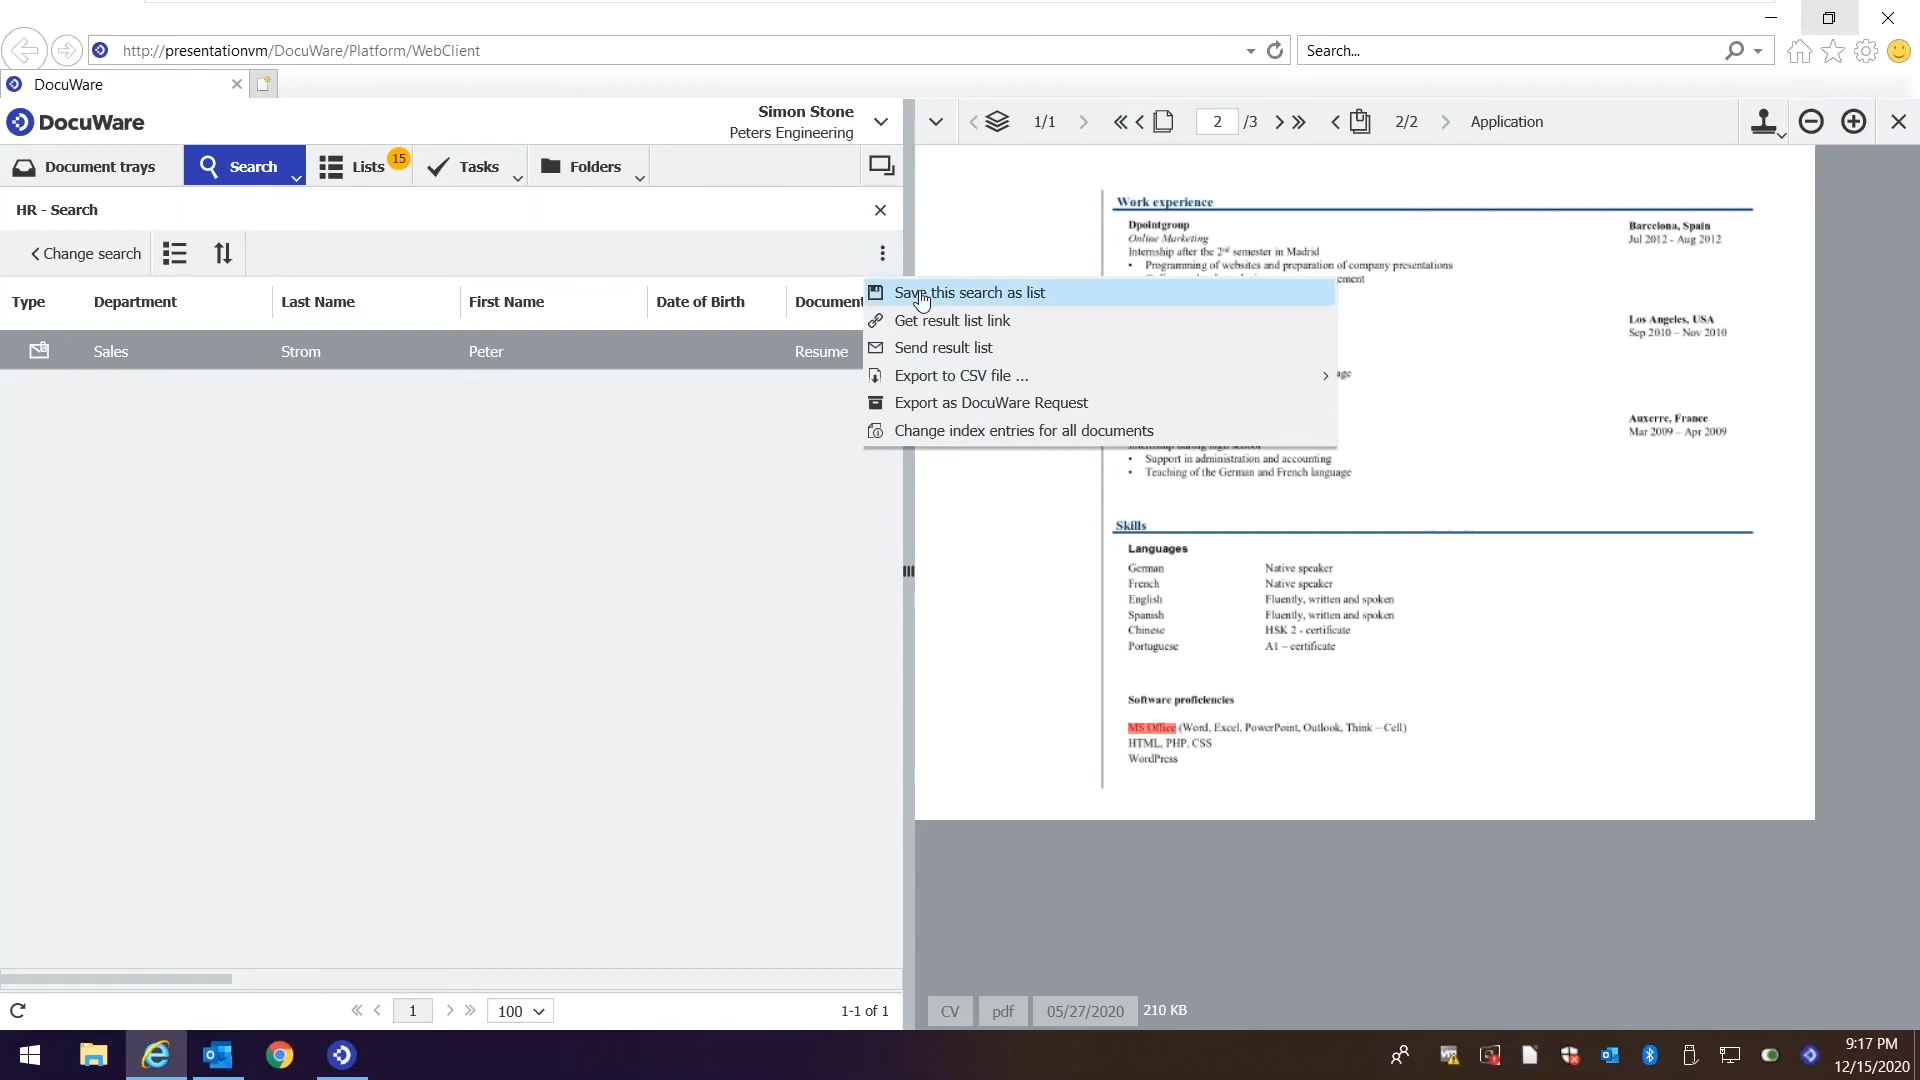 http://presentationvm/DocuWare/Platform/WebClient
Search...
DocuWare
DocuWare
Simon Stone
Peters Engineering
Document trays
Search
Lists
15
Tasks
Folders
HR - Search
Change search
Type
Department
Last Name
First Name
Date of Birth
Document
Sales
Strom
Peter
Resume
Save this search as list
Get result list link
Send result list
Export to CSV file ...
Export as DocuWare Request
Change index entries for all documents
1
100
1-1 of 1
1/1
2
/3
2/2
Application
Work experience
Dpointgroup
Barcelona, Spain
Online Marketing
Jul 2012 - Aug 2012
Internship after the 2nd semester in Madrid
• Programming of websites and preparation of company presentations
ement
Los Angeles, USA
Sep 2010 – Nov 2010
age
Auxerre, France
Mar 2009 – Apr 2009
• Support in administration and accounting
• Teaching of the German and French language
Skills
Languages
German Native speaker
French Native speaker
English Fluently, written and spoken
Spanish Fluently, written and spoken
Chinese HSK 2 - certificate
Portuguese A1 – certificate
Software proficiencies
MS Office (Word, Excel, PowerPoint, Outlook, Think – Cell)
HTML, PHP, CSS
WordPress
CV
pdf
05/27/2020
210 KB
9:17 PM
12/15/2020